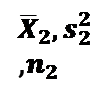 X̅₂,s₂²
,n₂